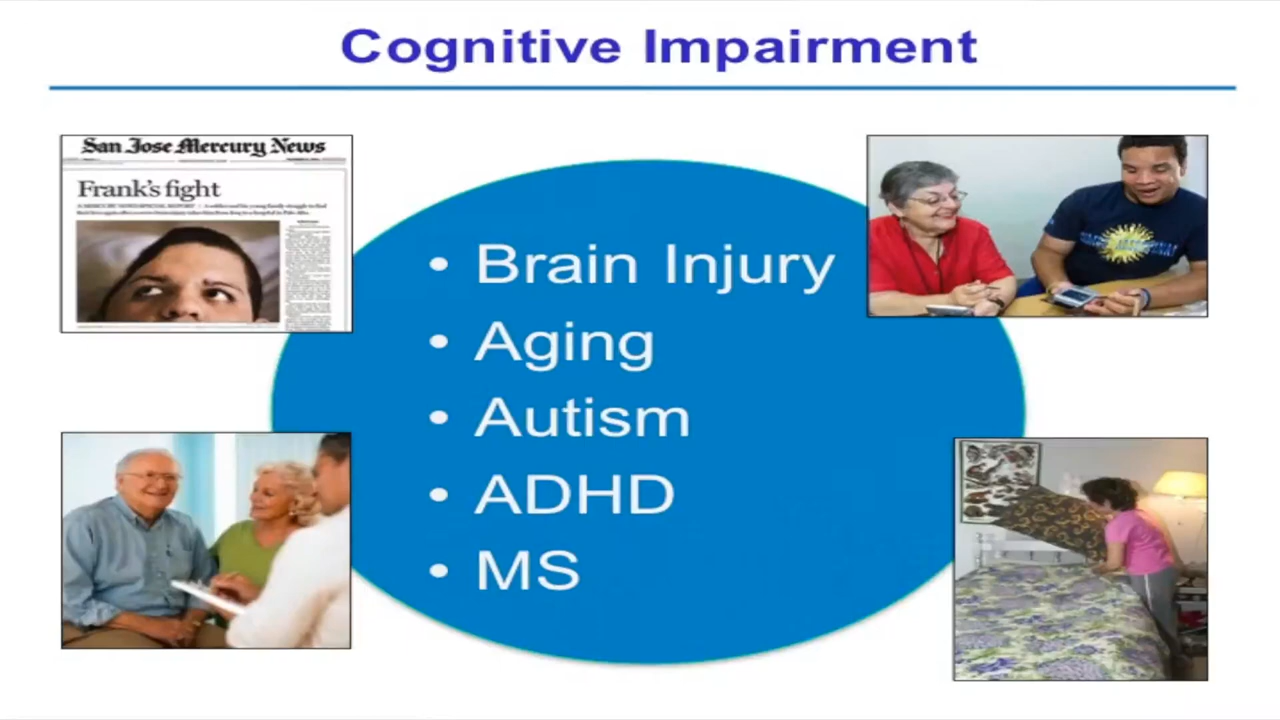 Cognitive Impairment
San Jose Mercury News
Frank's fight
• Brain Injury
• Aging
• Autism
• ADHD
• MS